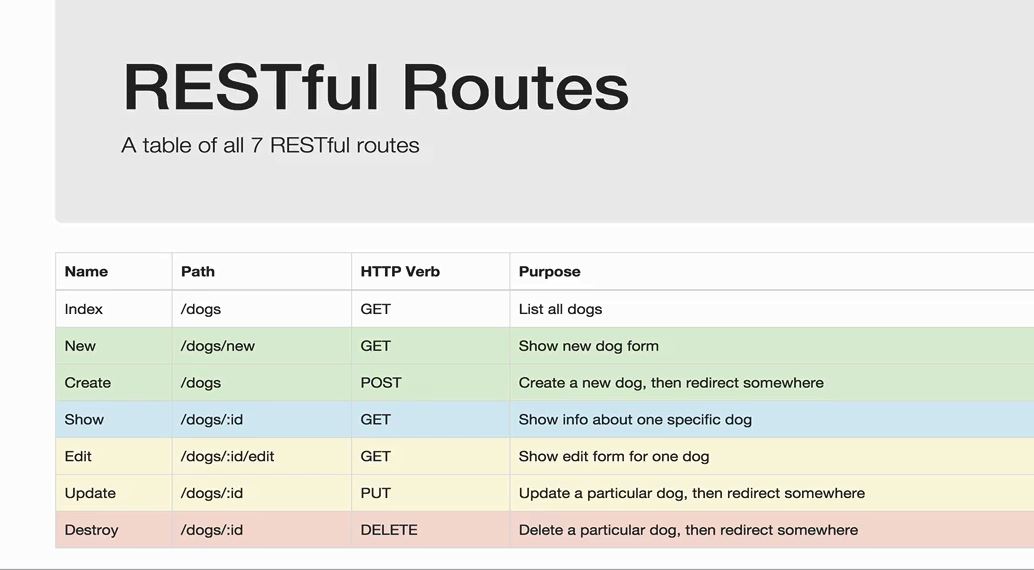 RESTful Routes
A table of all 7 RESTful routes
Name Path HTTP Verb Purpose
Index /dogs GET List all dogs
New /dogs/new GET Show new dog form
Create /dogs POST Create a new dog, then redirect somewhere
Show /dogs/:id GET Show info about one specific dog
Edit /dogs/:id/edit GET Show edit form for one dog
Update /dogs/:id PUT Update a particular dog, then redirect somewhere
Destroy /dogs/:id DELETE Delete a particular dog, then redirect somewhere